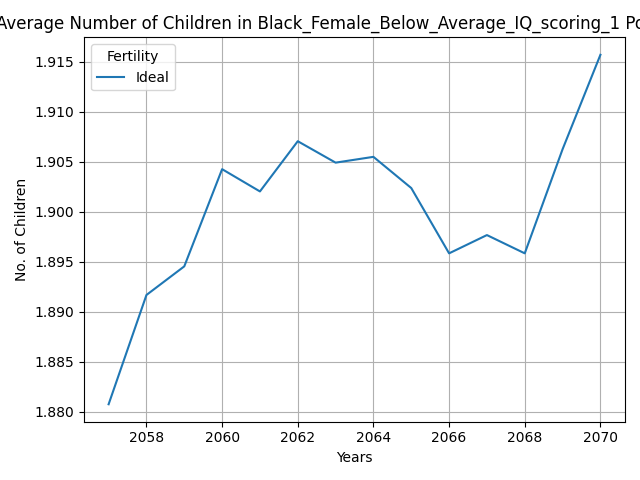 Average Number of Children in Black_Female_Below_Average_IQ_scoring_1 Po
Fertility
Ideal
1.915
1.910
1.905
1.900
1.895
1.890
1.885
1.880
No. of Children
2058 2060 2062 2064 2066 2068 2070
Years